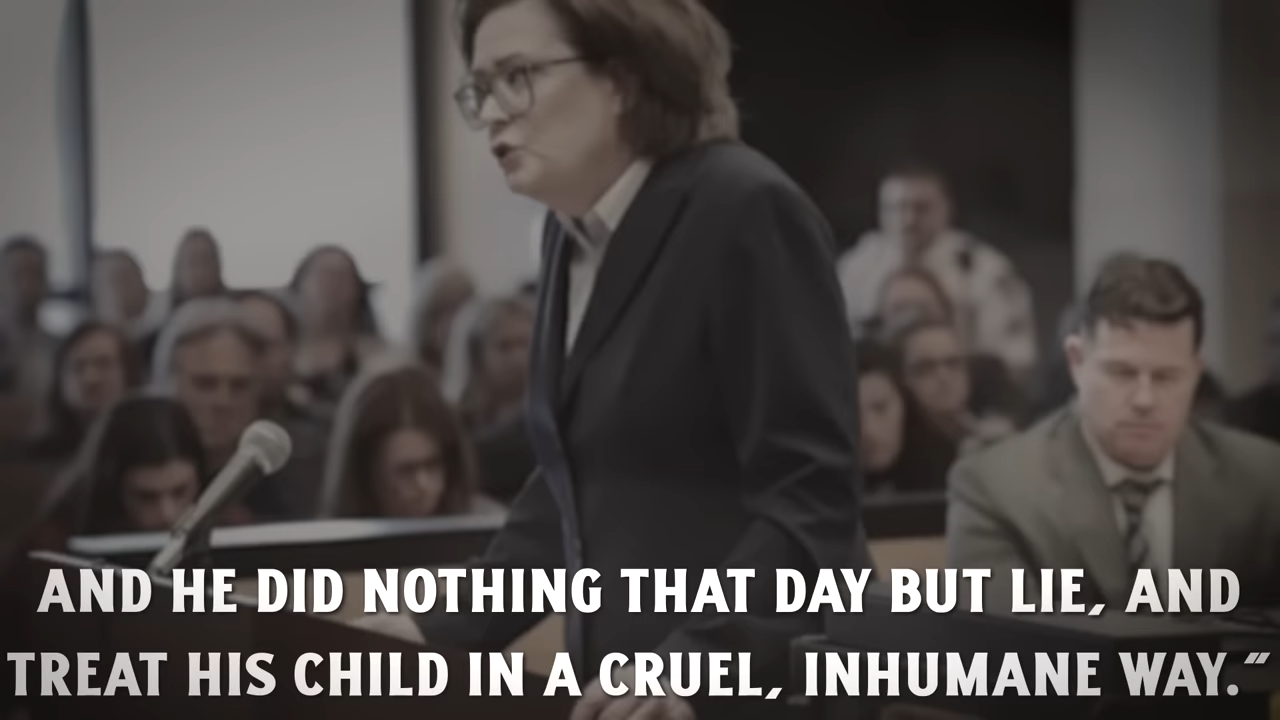 AND HE DID NOTHING THAT DAY BUT LIE, AND
TREAT HIS CHILD IN A CRUEL, INHUMANE WAY.”